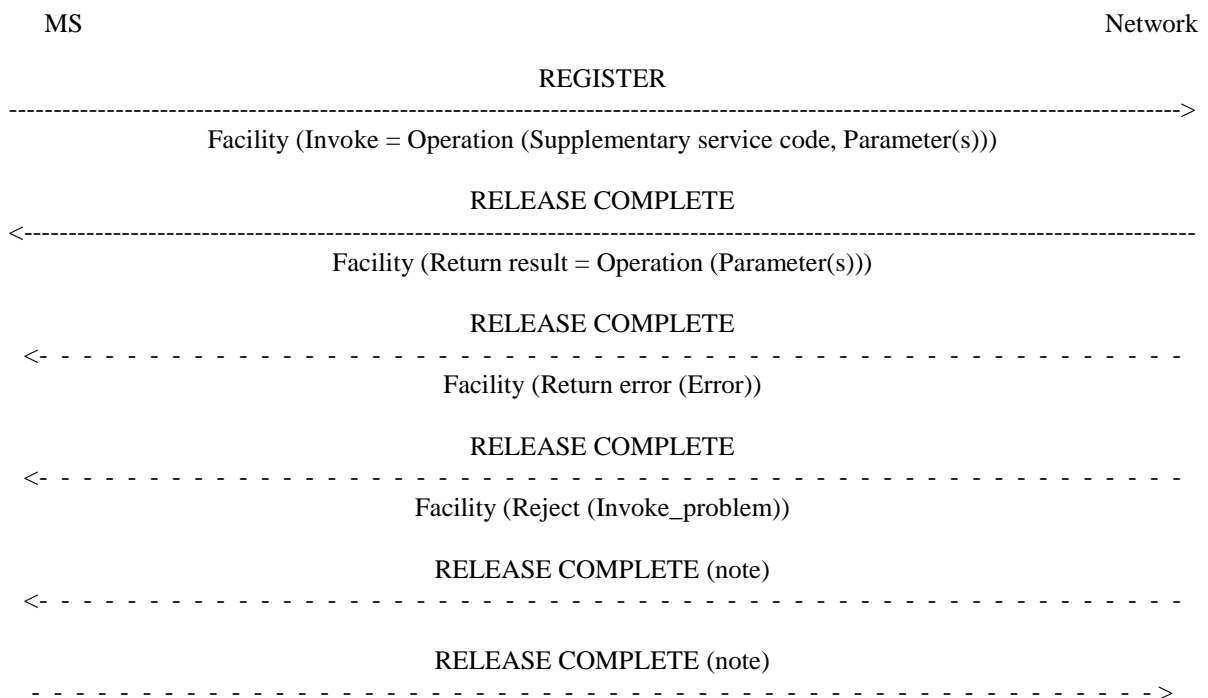 MS Network
REGISTER
-------------------------------------------------------------------------------------------------------------------------------------->
Facility (Invoke = Operation (Supplementary service code, Parameter(s)))
RELEASE COMPLETE
<--------------------------------------------------------------------------------------------------------------------------------------
Facility (Return result = Operation (Parameter(s)))
RELEASE COMPLETE
<- - - - - - - - - - - - - - - - - - - - - - - - - - - - - - - - - - - - - - - - - - - - - - - - - - - -
Facility (Return error (Error))
RELEASE COMPLETE
<- - - - - - - - - - - - - - - - - - - - - - - - - - - - - - - - - - - - - - - - - - - - - - - - - - - -
Facility (Reject (Invoke_problem))
RELEASE COMPLETE (note)
<- - - - - - - - - - - - - - - - - - - - - - - - - - - - - - - - - - - - - - - - - - - - - - - - - - - -
RELEASE COMPLETE (note)
- - - - - - - - - - - - - - - - - - - - - - - - - - - - - - - - - - - - - - - - - - - - - - - - - - - ->